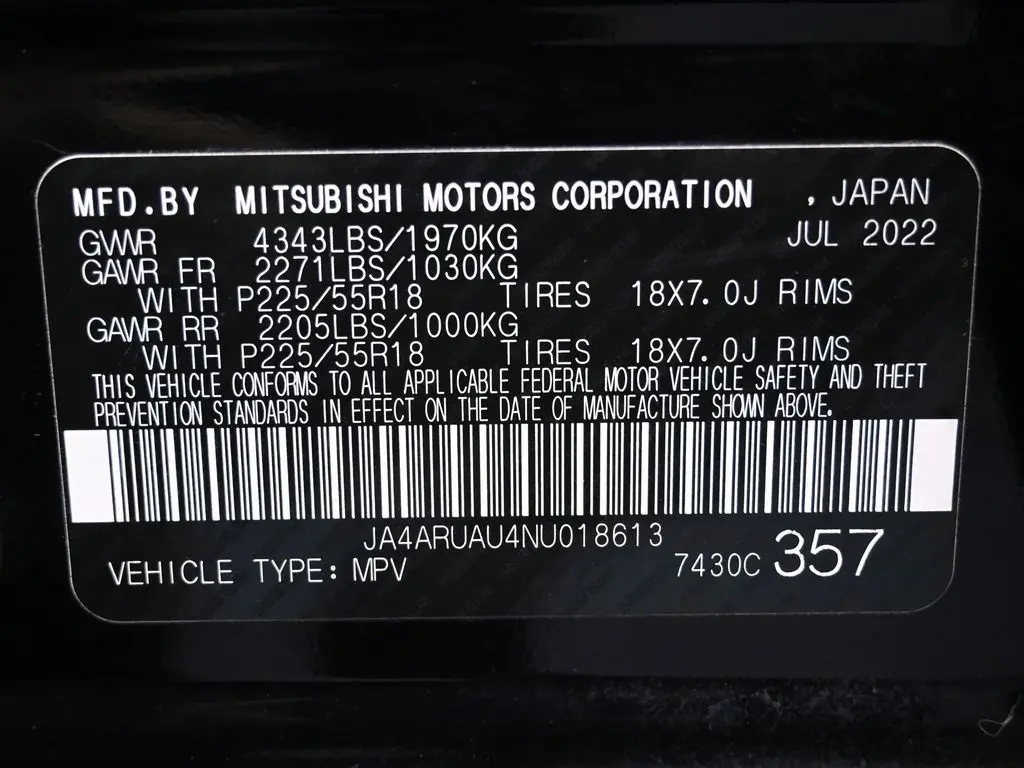 MFD.BY MITSUBISHI MOTORS CORPORATION , JAPAN
GVWR 4343LBS/1970KG JUL 2022
GAWR FR 2271LBS/1030KG
WITH P225/55R18 TIRES 18X7.0J RIMS
GAWR RR 2205LBS/1000KG
WITH P225/55R18 TIRES 18X7.0J RIMS
THIS VEHICLE CONFORMS TO ALL APPLICABLE FEDERAL MOTOR VEHICLE SAFETY AND THEFT
PREVENTION STANDARDS IN EFFECT ON THE DATE OF MANUFACTURE SHOWN ABOVE.
JA4ARUAU4NU018613
VEHICLE TYPE: MPV 7430C 357